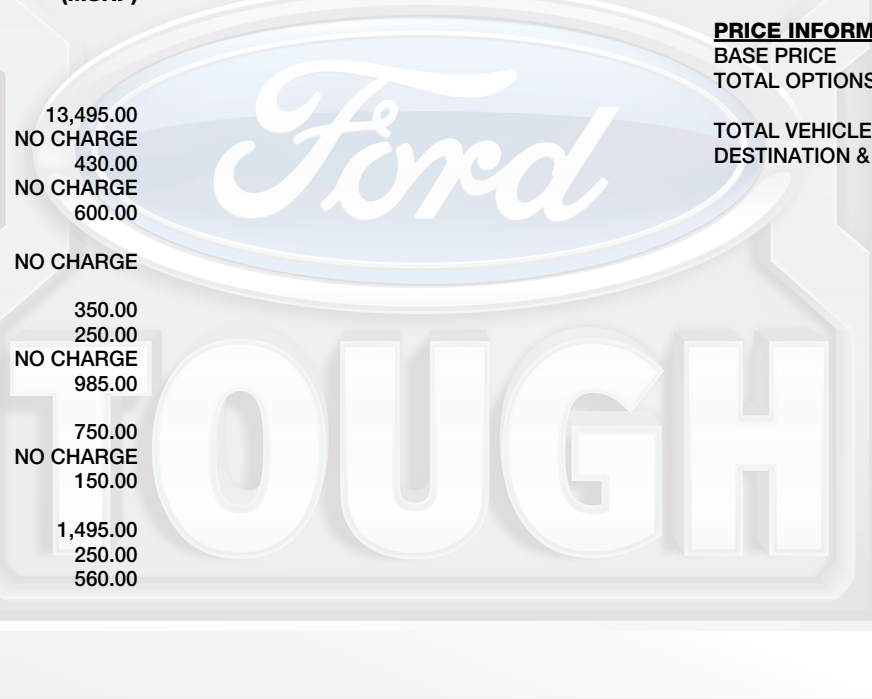 PRICE INFORM
BASE PRICE
TOTAL OPTIONS
TOTAL VEHICLE
DESTINATION &
13,495.00
NO CHARGE
430.00
NO CHARGE
600.00
NO CHARGE
350.00
250.00
NO CHARGE
985.00
750.00
NO CHARGE
150.00
1,495.00
250.00
560.00
Ford
TOUGH